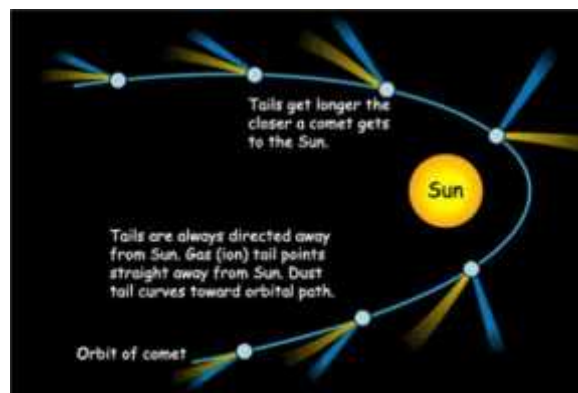 Tails get longer the
closer a comet gets
to the Sun.
Sun
Tails are always directed away
from Sun. Gas (ion) tail points
straight away from Sun. Dust
tail curves toward orbital path.
Orbit of comet